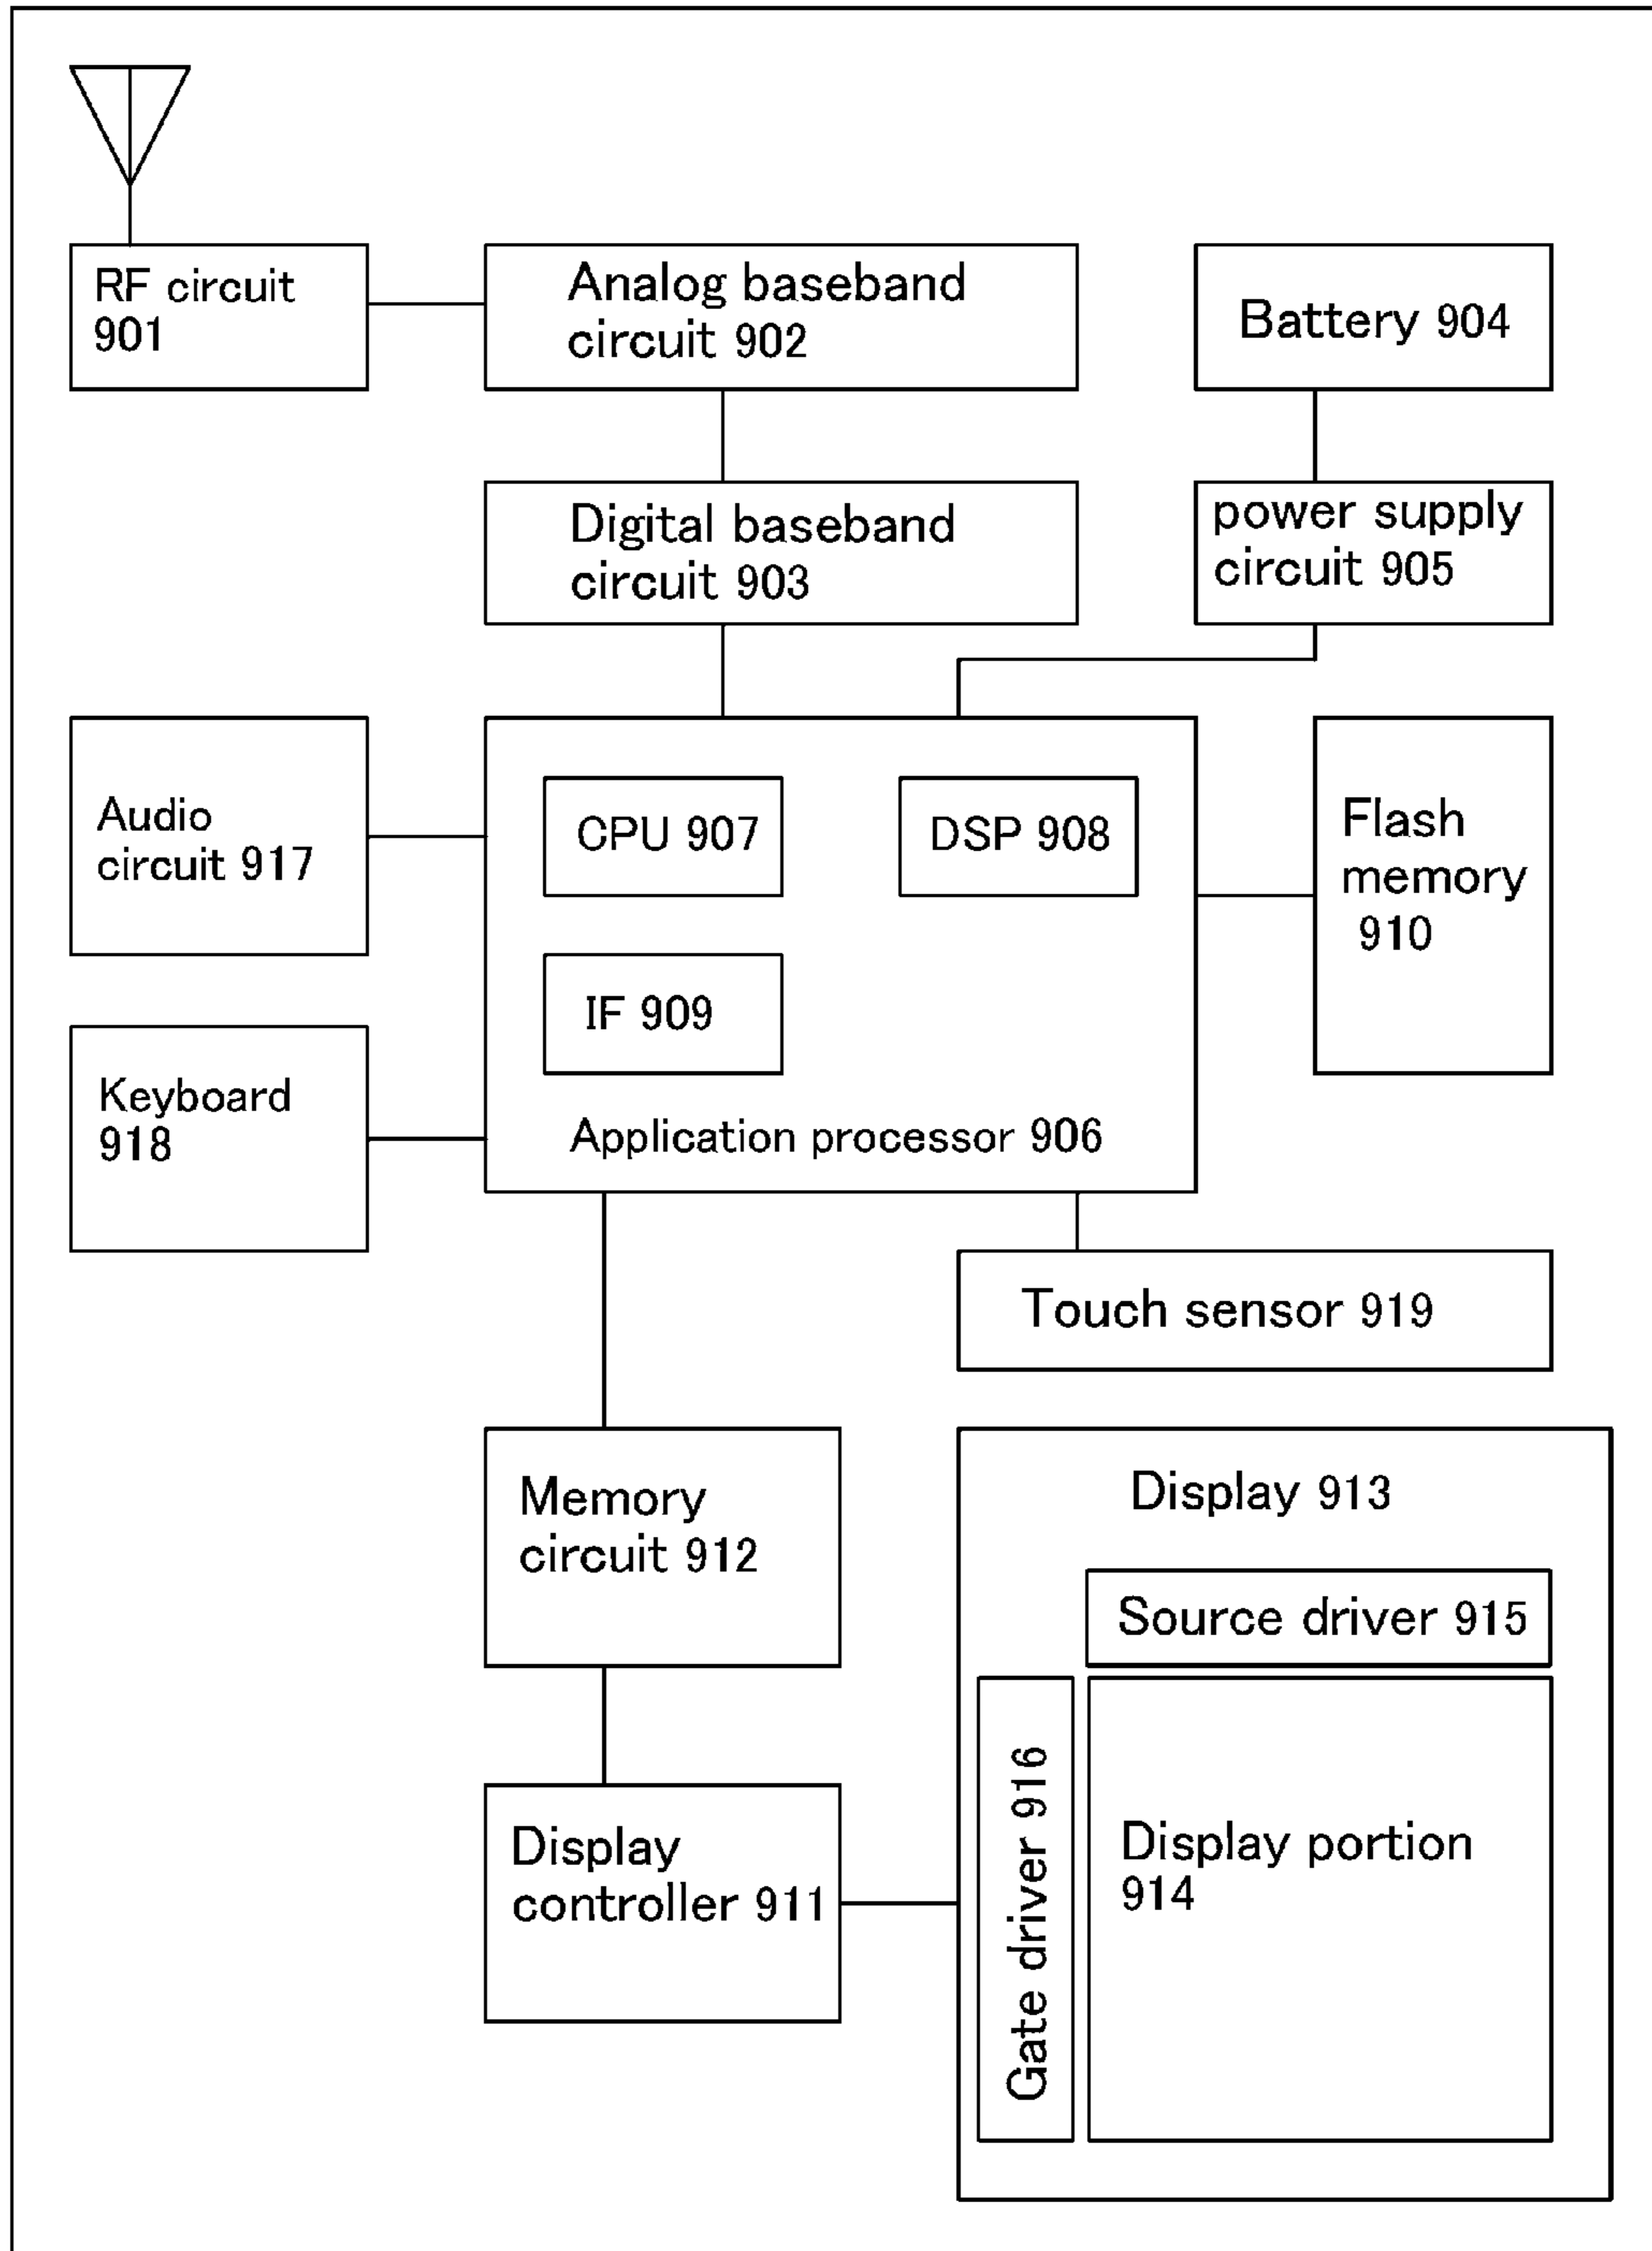 RF circuit
901
Analog baseband
circuit 902
Battery 904
Digital baseband
circuit 903
power supply
circuit 905
Audio
circuit 917
CPU 907
DSP 908
Flash
memory
910
IF 909
Keyboard
918
Application processor 906
Touch sensor 919
Memory
circuit 912
Display 913
Source driver 915
Gate driver 916
Display portion
914
Display
controller 911